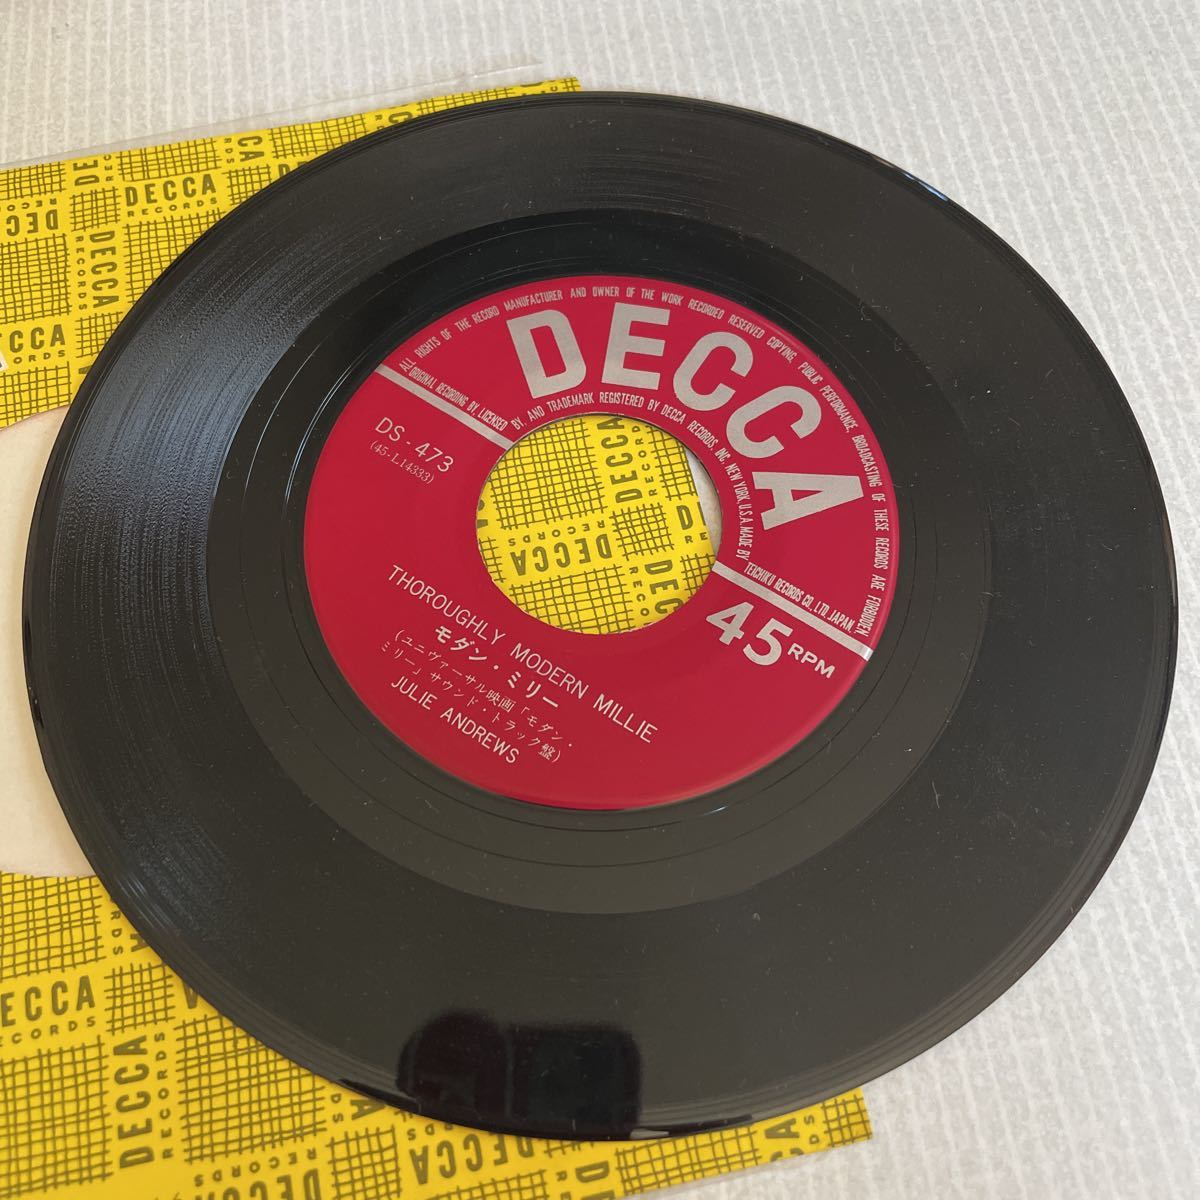 ALL RIGHTS OF THE RECORD MANUFACTURER AND OWNER OF THE WORK RECORDED RESERVED COPYING, PUBLIC PERFORMANCE, BROADCASTING OF THESE RECORDS ARE FORBIDDEN.
DECCA
ORIGINAL RECORDING BY, LICENSED BY, AND TRADEMARK REGISTERED BY DECCA RECORDS, INC. NEW YORK, U.S.A. MADE BY TEICHIKU RECORDS CO., LTD. JAPAN.
DS-473
(45-L14333)
45 RPM
THOROUGHLY MODERN MILLIE
モダン・ミリー
(ユニヴァーサル映画「モダン・
ミリー」サウンド・トラック盤)
JULIE ANDREWS
DECCA
RECORDS
DECCA
RECORDS
DECCA
RECORDS
DECCA
RECORDS
DECCA
RECORDS
DECCA
RECORDS